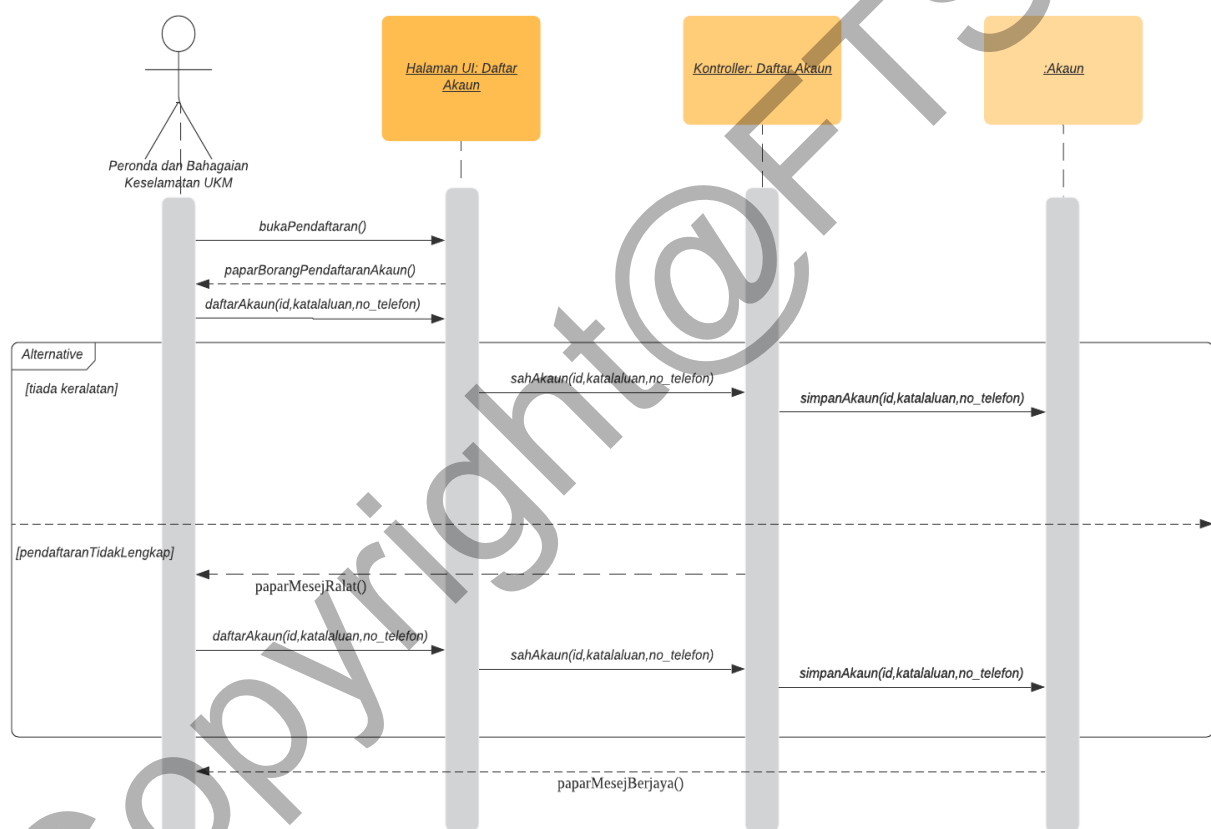 Halaman UI: Daftar
Akaun
Kontroller: Daftar Akaun
:Akaun
Peronda dan Bahagaian
Keselamatan UKM
bukaPendaftaran()
paparBorangPendaftaranAkaun()
daftarAkaun(id,katalaluan,no_telefon)
Alternative
[tiada keralatan]
sahAkaun(id,katalaluan,no_telefon)
simpanAkaun(id,katalaluan,no_telefon)
[pendaftaranTidakLengkap]
paparMesejRalat()
daftarAkaun(id,katalaluan,no_telefon)
sahAkaun(id,katalaluan,no_telefon)
simpanAkaun(id,katalaluan,no_telefon)
paparMesejBerjaya()
Copyright@FTS